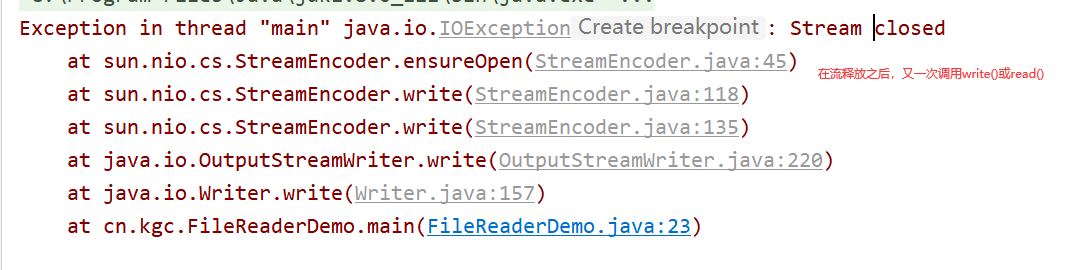 Exception in thread "main" java.io.IOException Create breakpoint : Stream closed
at sun.nio.cs.StreamEncoder.ensureOpen(StreamEncoder.java:45)
在流释放之后，又一次调用write()或read()
at sun.nio.cs.StreamEncoder.write(StreamEncoder.java:118)
at sun.nio.cs.StreamEncoder.write(StreamEncoder.java:135)
at java.io.OutputStreamWriter.write(OutputStreamWriter.java:220)
at java.io.Writer.write(Writer.java:157)
at cn.kgc.FileReaderDemo.main(FileReaderDemo.java:23)